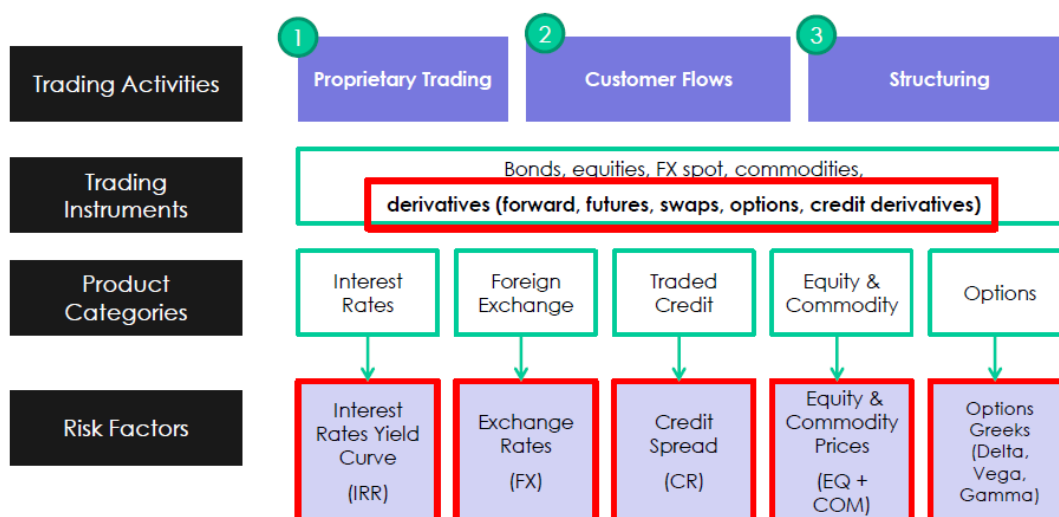 1
2
3
Trading Activities
Proprietary Trading
Customer Flows
Structuring
Trading
Instruments
Bonds, equities, FX spot, commodities,
derivatives (forward, futures, swaps, options, credit derivatives)
Product
Categories
Interest
Rates
Foreign
Exchange
Traded
Credit
Equity &
Commodity
Options
Risk Factors
Interest
Rates Yield
Curve
(IRR)
Exchange
Rates
(FX)
Credit
Spread
(CR)
Equity &
Commodity
Prices
(EQ +
COM)
Options
Greeks
(Delta,
Vega,
Gamma)